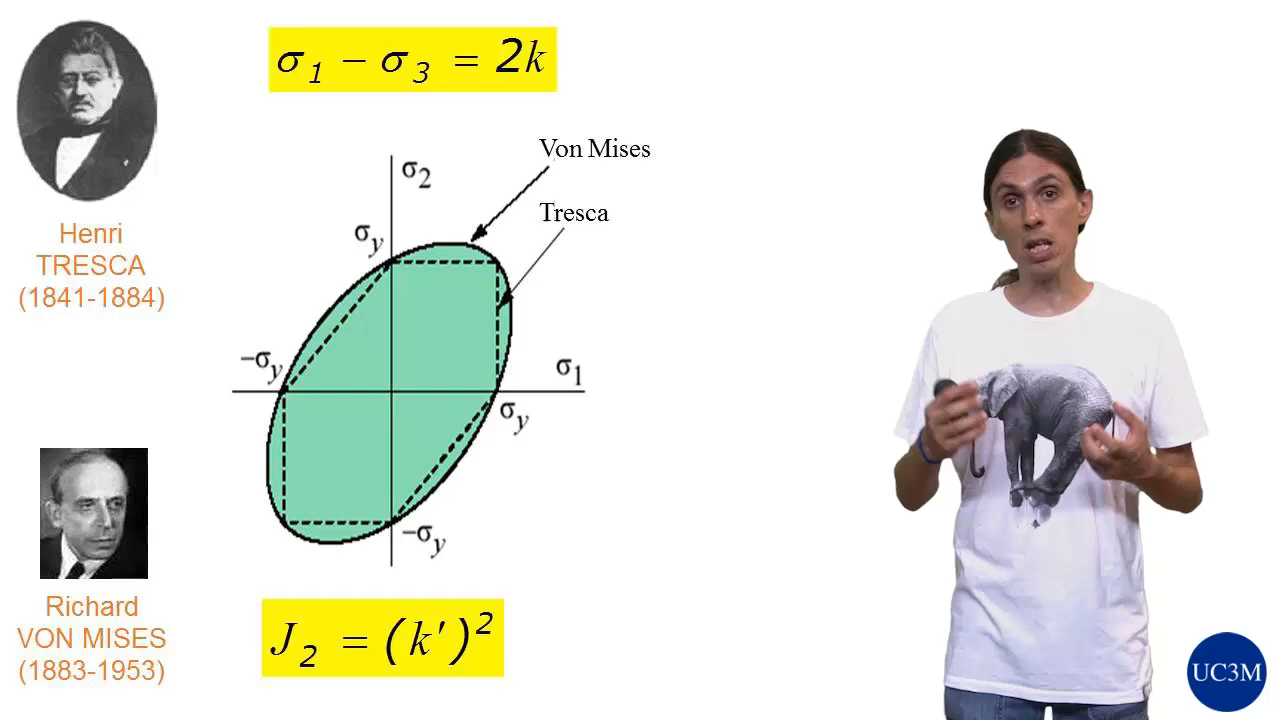 σ₁ − σ₃ = 2k
Henri
TRESCA
(1841-1884)
Von Mises
Tresca
σ₂
σy
−σy
σ₁
σy
−σy
Richard
VON MISES
(1883-1953)
J₂ = (k')²
UC3M